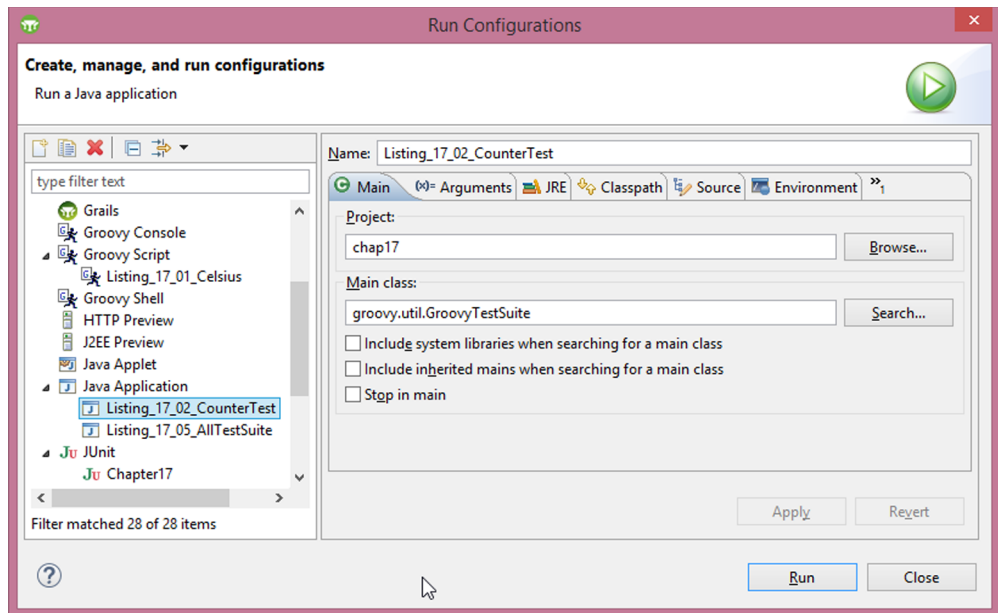 Run Configurations
Create, manage, and run configurations
Run a Java application
type filter text
Grails
Groovy Console
Groovy Script
Listing_17_01_Celsius
Groovy Shell
HTTP Preview
J2EE Preview
Java Applet
Java Application
Listing_17_02_CounterTest
Listing_17_05_AllTestSuite
JUnit
Chapter17
Filter matched 28 of 28 items
Name: Listing_17_02_CounterTest
Main (x)= Arguments JRE Classpath Source Environment »1
Project:
chap17 Browse...
Main class:
groovy.util.GroovyTestSuite Search...
Include system libraries when searching for a main class
Include inherited mains when searching for a main class
Stop in main
Apply Revert
Run Close